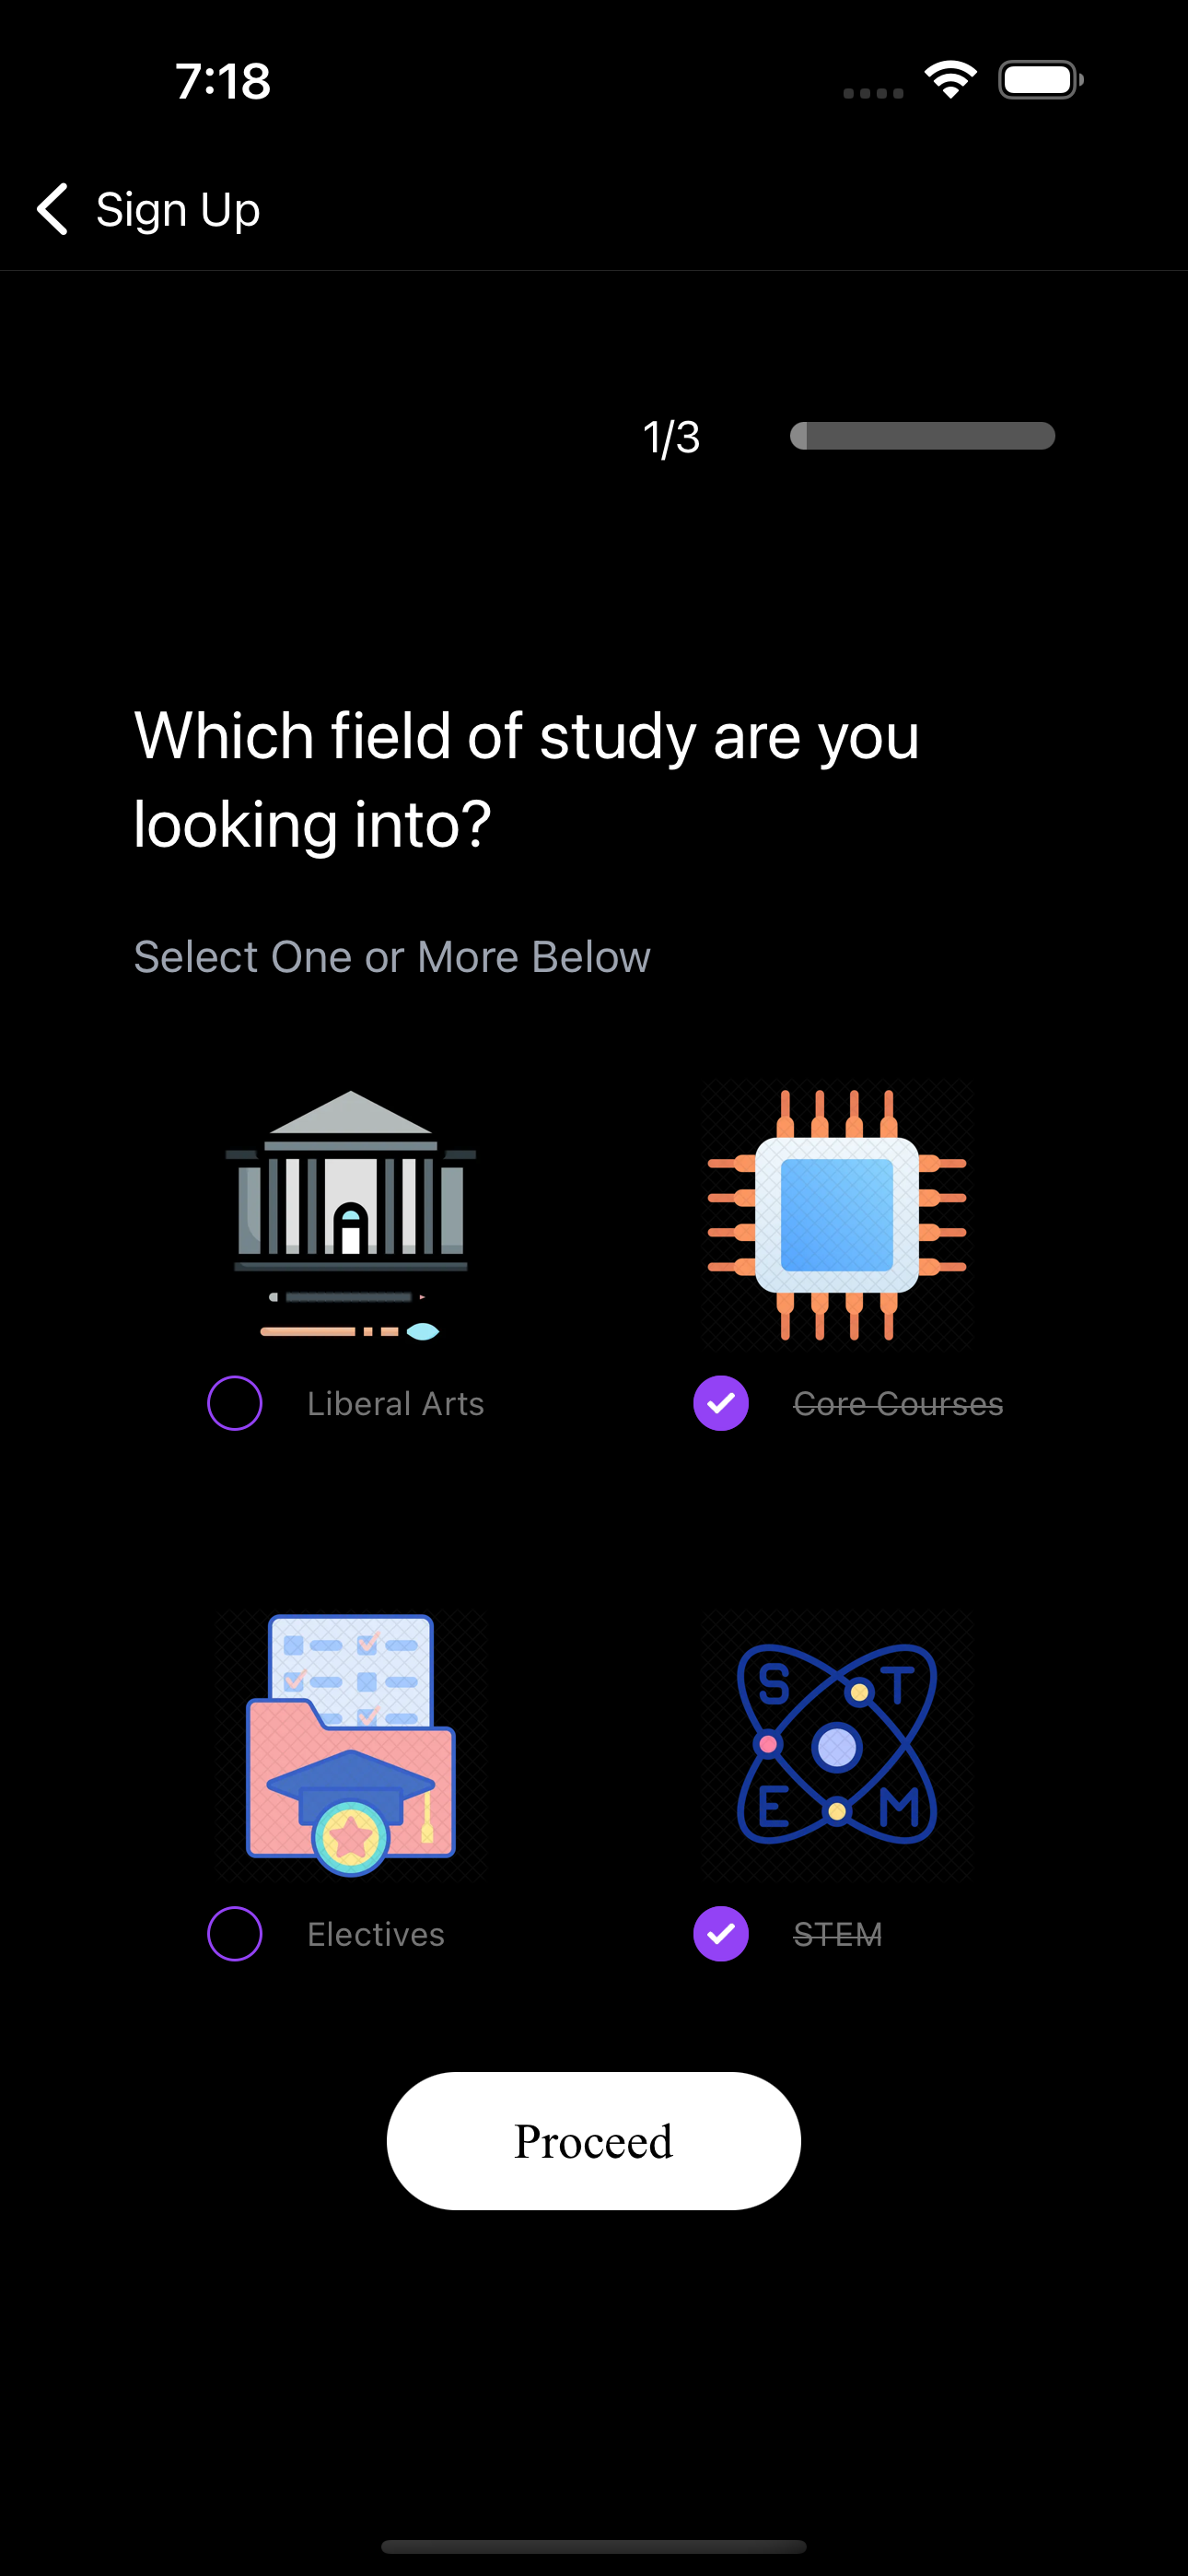 7:18
Sign Up
1/3
Which field of study are you
looking into?
Select One or More Below
Liberal Arts
Core Courses
S T
E M
Electives
STEM
Proceed